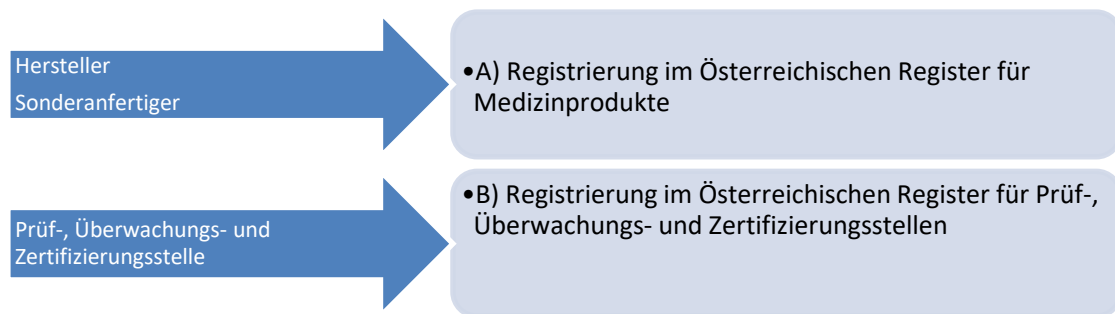 Hersteller
Sonderanfertiger
•A) Registrierung im Österreichischen Register für
Medizinprodukte
Prüf-, Überwachungs- und
Zertifizierungsstelle
•B) Registrierung im Österreichischen Register für Prüf-,
Überwachungs- und Zertifizierungsstellen